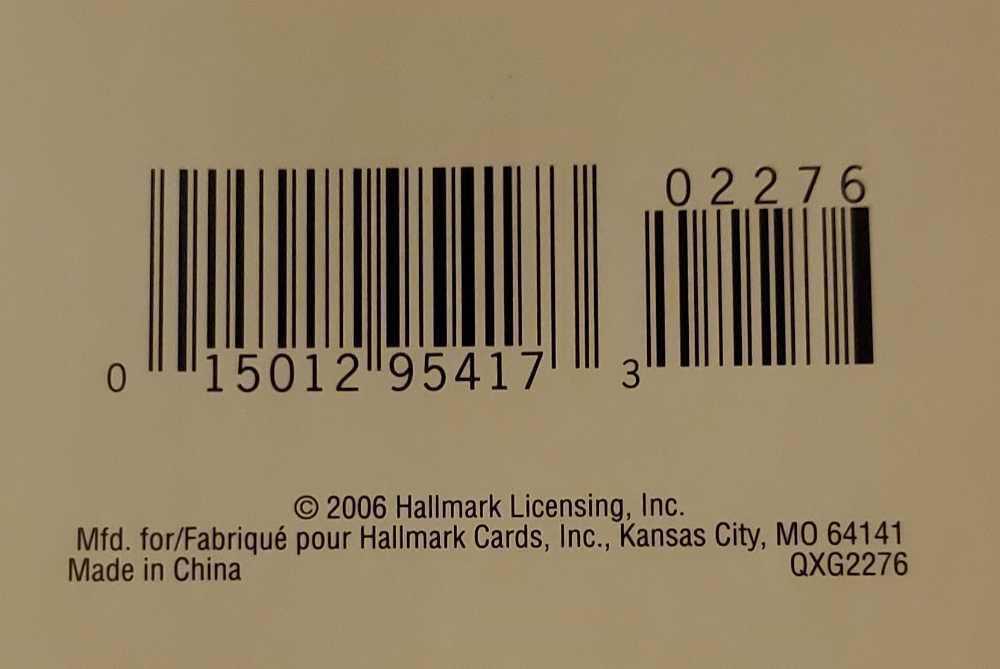 02276
0 15012 95417 3
© 2006 Hallmark Licensing, Inc.
Mfd. for/Fabriqué pour Hallmark Cards, Inc., Kansas City, MO 64141
Made in China QXG2276